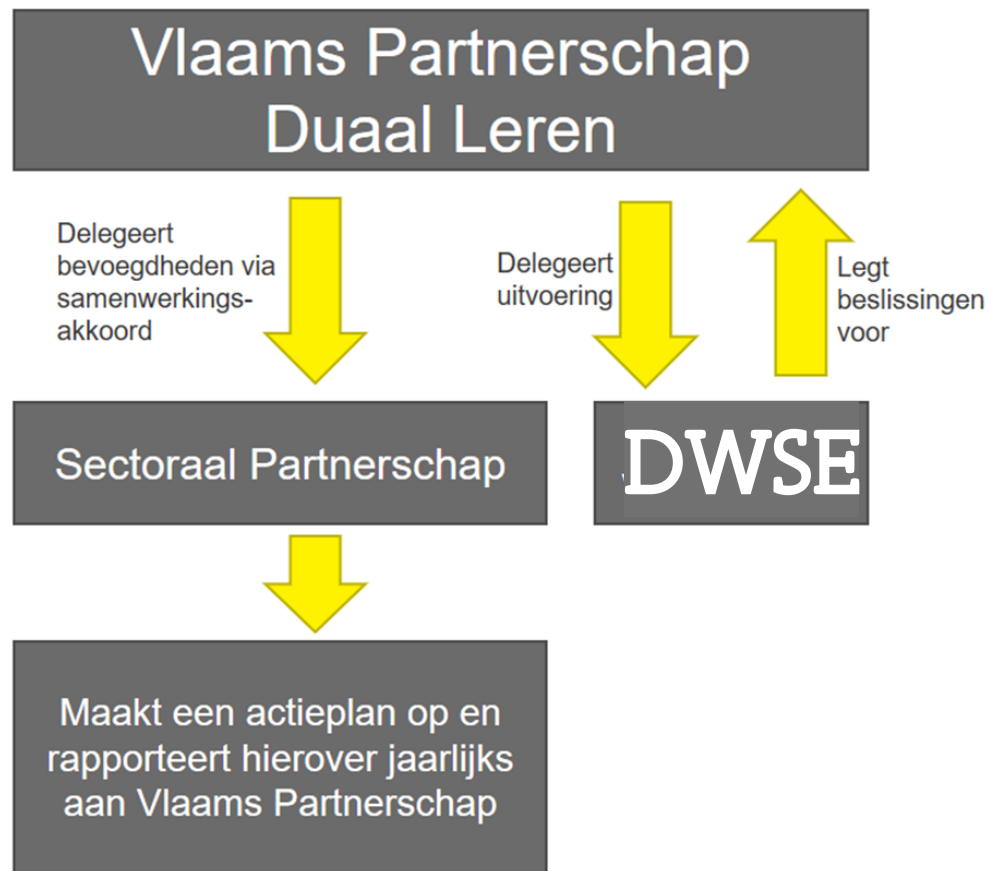 Vlaams Partnerschap
Duaal Leren
Delegeert
bevoegdheden via
samenwerkings-
akkoord
Delegeert
uitvoering
Legt
beslissingen
voor
Sectoraal Partnerschap
DWSE
Maakt een actieplan op en
rapporteert hierover jaarlijks
aan Vlaams Partnerschap